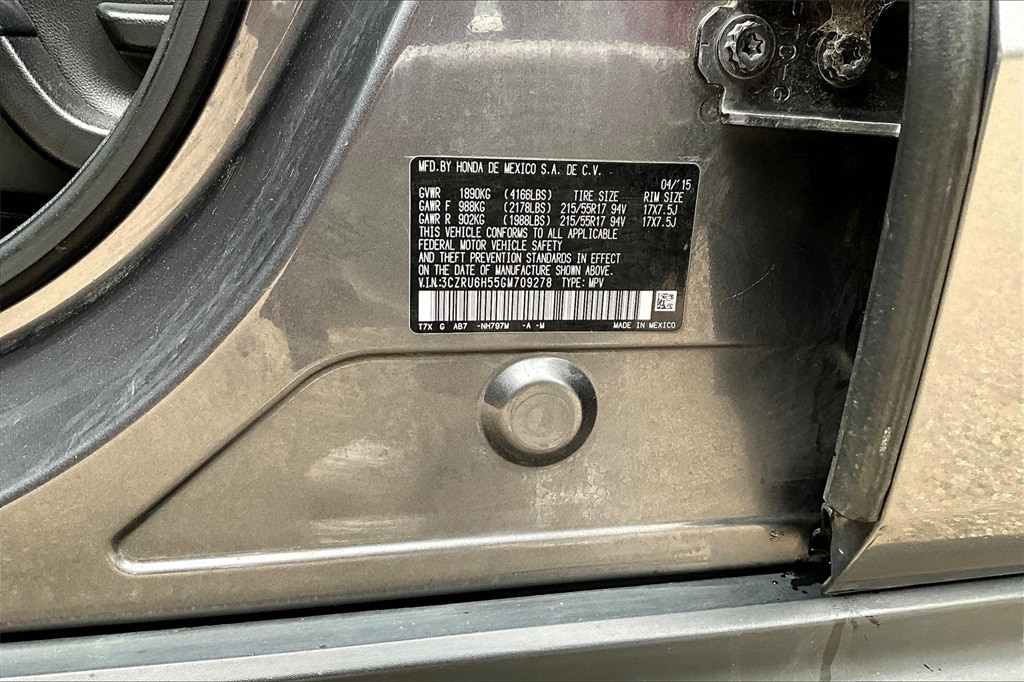 MFD.BY HONDA DE MEXICO S.A. DE C.V.
04/'15
GVWR 1890KG (4166LBS) TIRE SIZE RIM SIZE
GAWR F 988KG (2178LBS) 215/55R17 94V 17X7.5J
GAWR R 902KG (1988LBS) 215/55R17 94V 17X7.5J
THIS VEHICLE CONFORMS TO ALL APPLICABLE
FEDERAL MOTOR VEHICLE SAFETY
AND THEFT PREVENTION STANDARDS IN EFFECT
ON THE DATE OF MANUFACTURE SHOWN ABOVE.
V.I.N:3CZRU6H55GM709278 TYPE: MPV
T7X G AB7 -NH797M -A -M MADE IN MEXICO